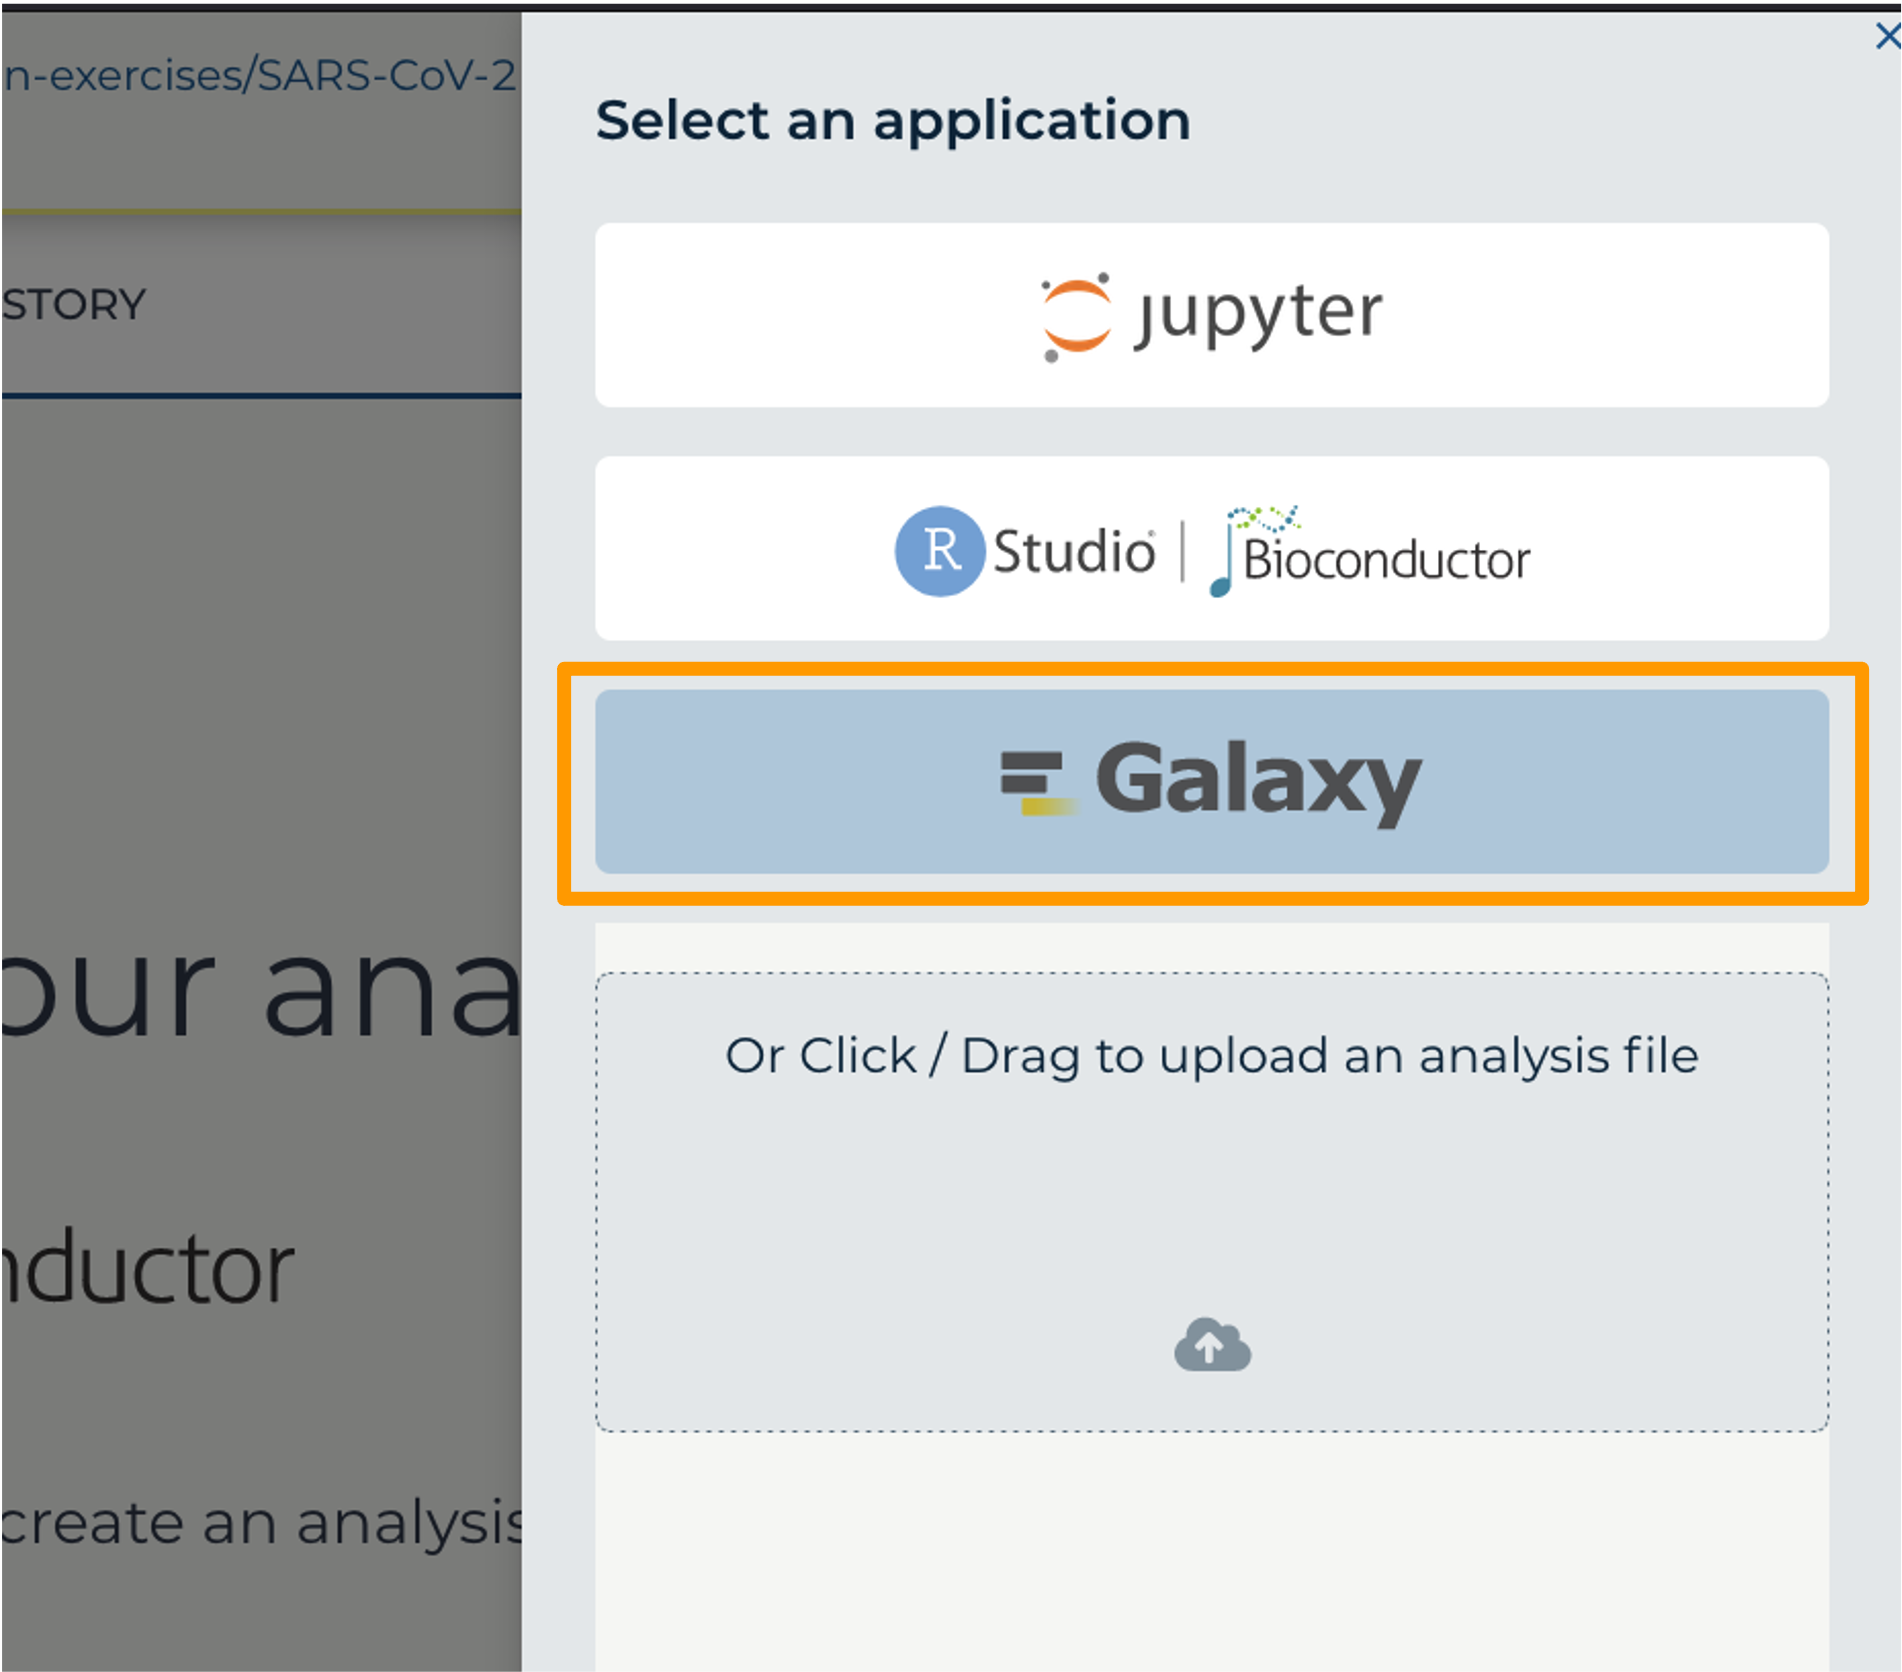 n-exercises/SARS-CoV-2
STORY
our ana
nductor
create an analysis
Select an application
jupyter
R Studio | Bioconductor
Galaxy
Or Click / Drag to upload an analysis file